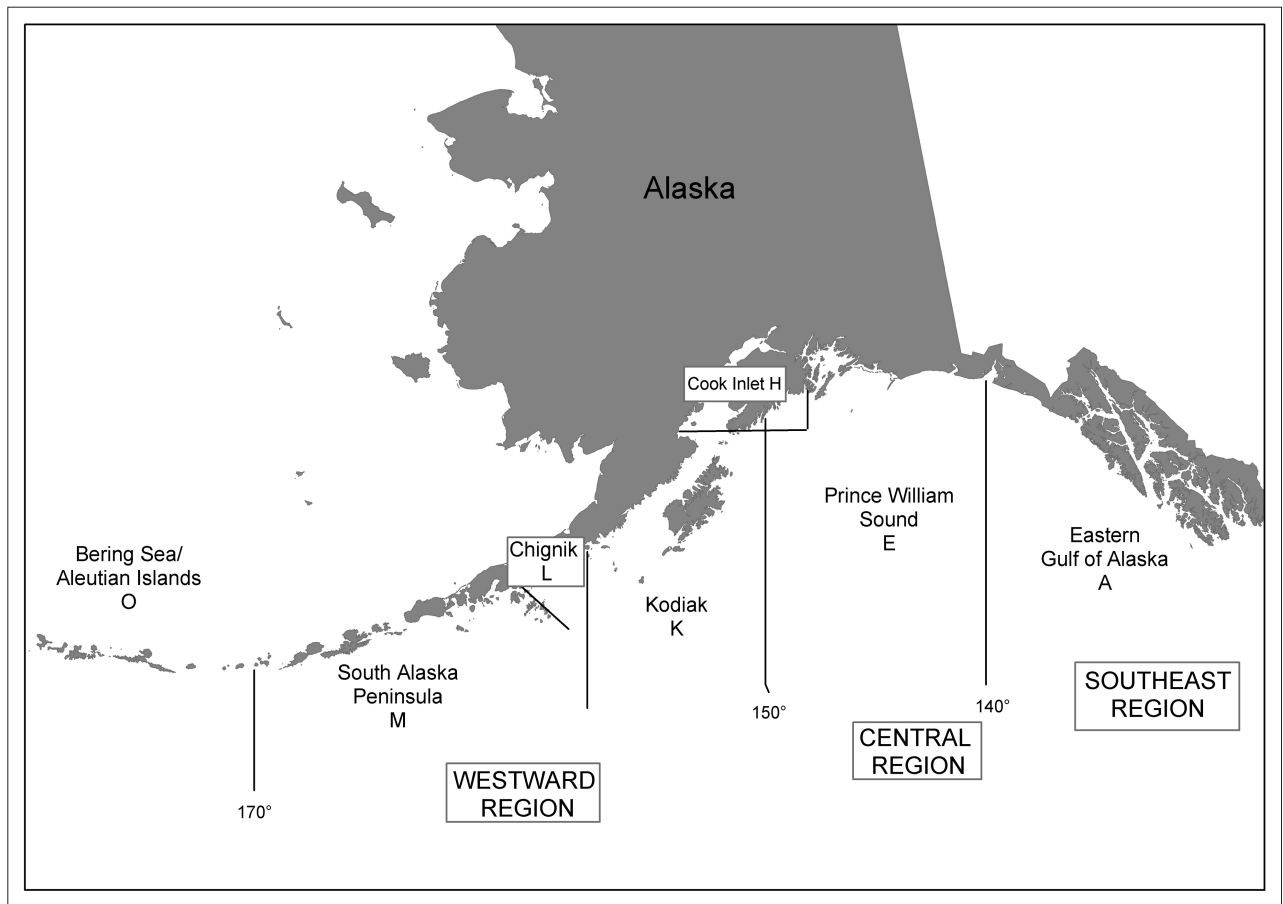 Alaska
Cook Inlet H
Prince William
Sound
E
Eastern
Gulf of Alaska
A
Chignik
L
Bering Sea/
Aleutian Islands
O
Kodiak
K
South Alaska
Peninsula
M
SOUTHEAST
REGION
150°
140°
CENTRAL
REGION
WESTWARD
REGION
170°